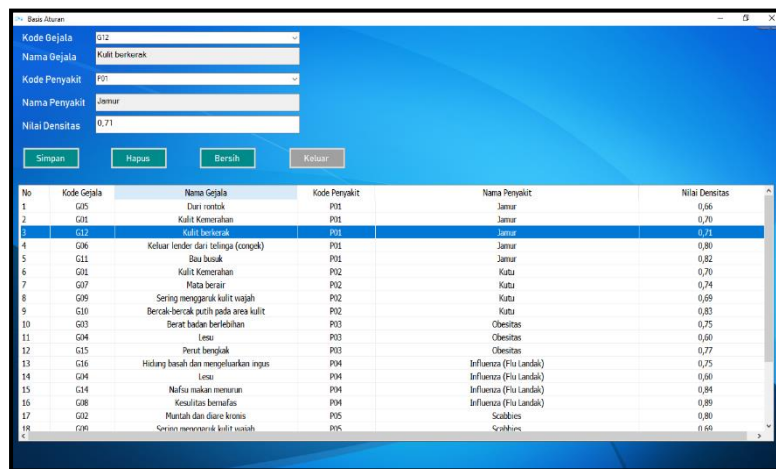 Basis Aturan
Kode Gejala G12
Nama Gejala Kulit berkerak
Kode Penyakit P01
Nama Penyakit Jamur
Nilai Densitas 0,71
Simpan Hapus Bersih Keluar
No Kode Gejala Nama Gejala Kode Penyakit Nama Penyakit Nilai Densitas
1 G05 Duri rontok P01 Jamur 0,66
2 G01 Kulit Kemerahan P01 Jamur 0,70
3 G12 Kulit berkerak P01 Jamur 0,71
4 G06 Keluar lender dari telinga (congek) P01 Jamur 0,80
5 G11 Bau busuk P01 Jamur 0,82
6 G01 Kulit Kemerahan P02 Kutu 0,70
7 G07 Mata berair P02 Kutu 0,74
8 G09 Sering menggaruk kulit wajah P02 Kutu 0,69
9 G10 Bercak-bercak putih pada area kulit P02 Kutu 0,83
10 G03 Berat badan berlebihan P03 Obesitas 0,75
11 G04 Lesu P03 Obesitas 0,60
12 G15 Perut bengkak P03 Obesitas 0,77
13 G16 Hidung basah dan mengeluarkan ingus P04 Influenza (Flu Landak) 0,75
14 G04 Lesu P04 Influenza (Flu Landak) 0,60
15 G14 Nafsu makan menurun P04 Influenza (Flu Landak) 0,84
16 G08 Kesulitas bernafas P04 Influenza (Flu Landak) 0,89
17 G02 Muntah dan diare kronis P05 Scabbies 0,80
18 G09 Sering menggaruk kulit wajah P05 Scabbies 0,69